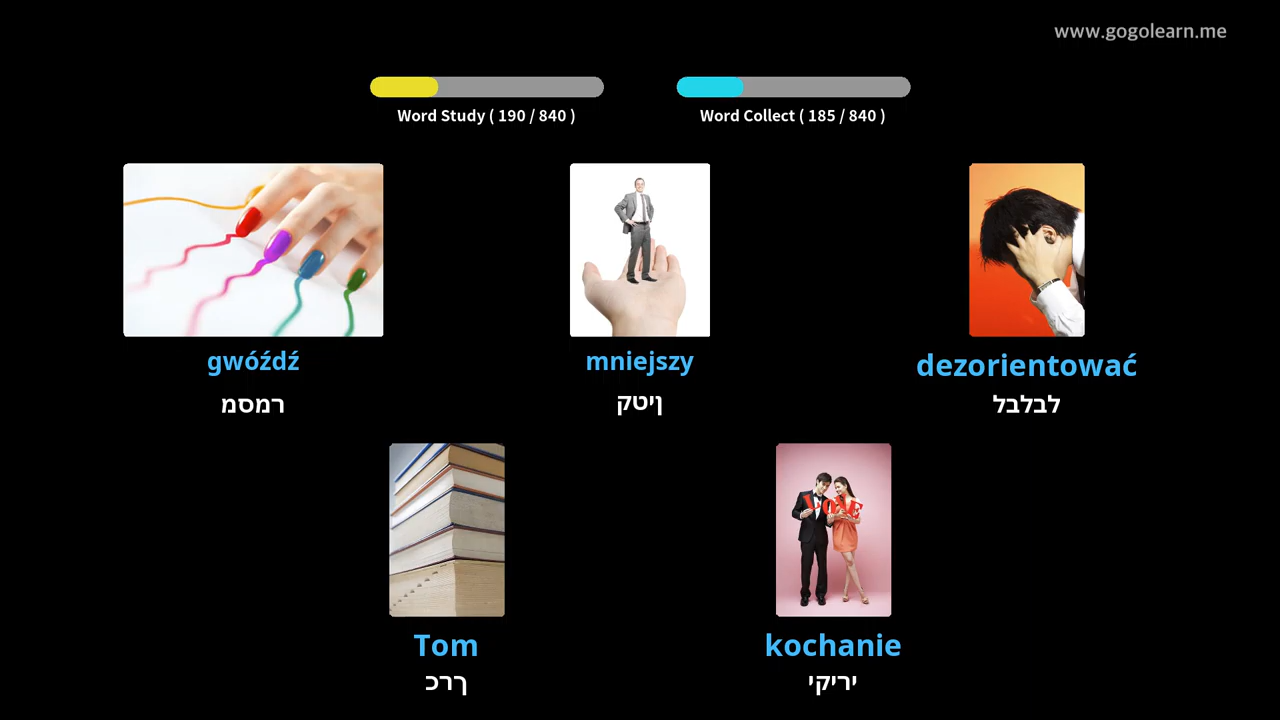 www.gogolearn.me
Word Study ( 190 / 840 )
Word Collect ( 185 / 840 )
gwóźdź
רמסמ
mniejszy
ןיטק
dezorientować
לבלבל
Tom
ךרכ
kochanie
יריקי